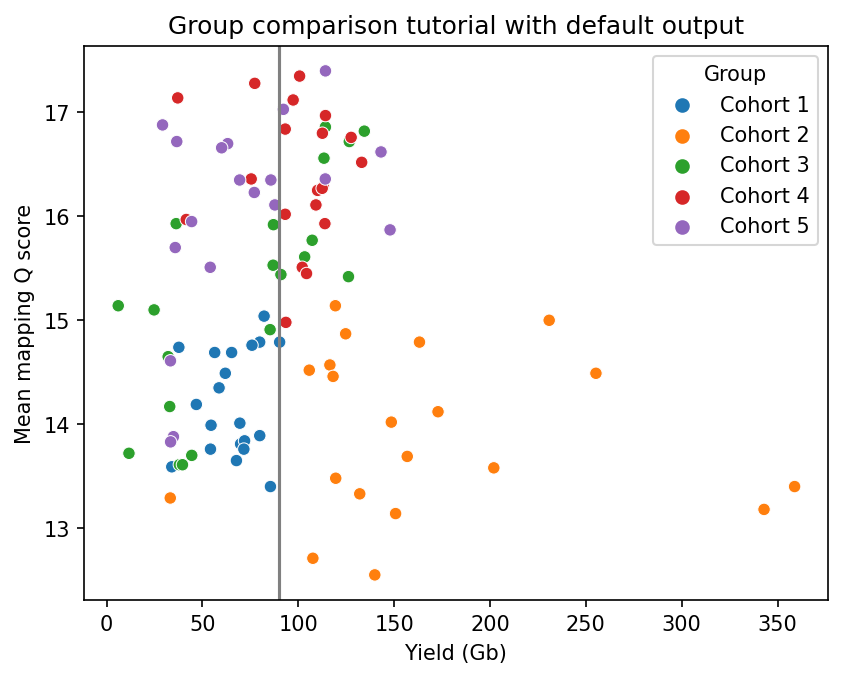 Group comparison tutorial with default output
Group
Cohort 1
Cohort 2
Cohort 3
Cohort 4
Cohort 5
Mean mapping Q score
17
16
15
14
13
0 50 100 150 200 250 300 350
Yield (Gb)